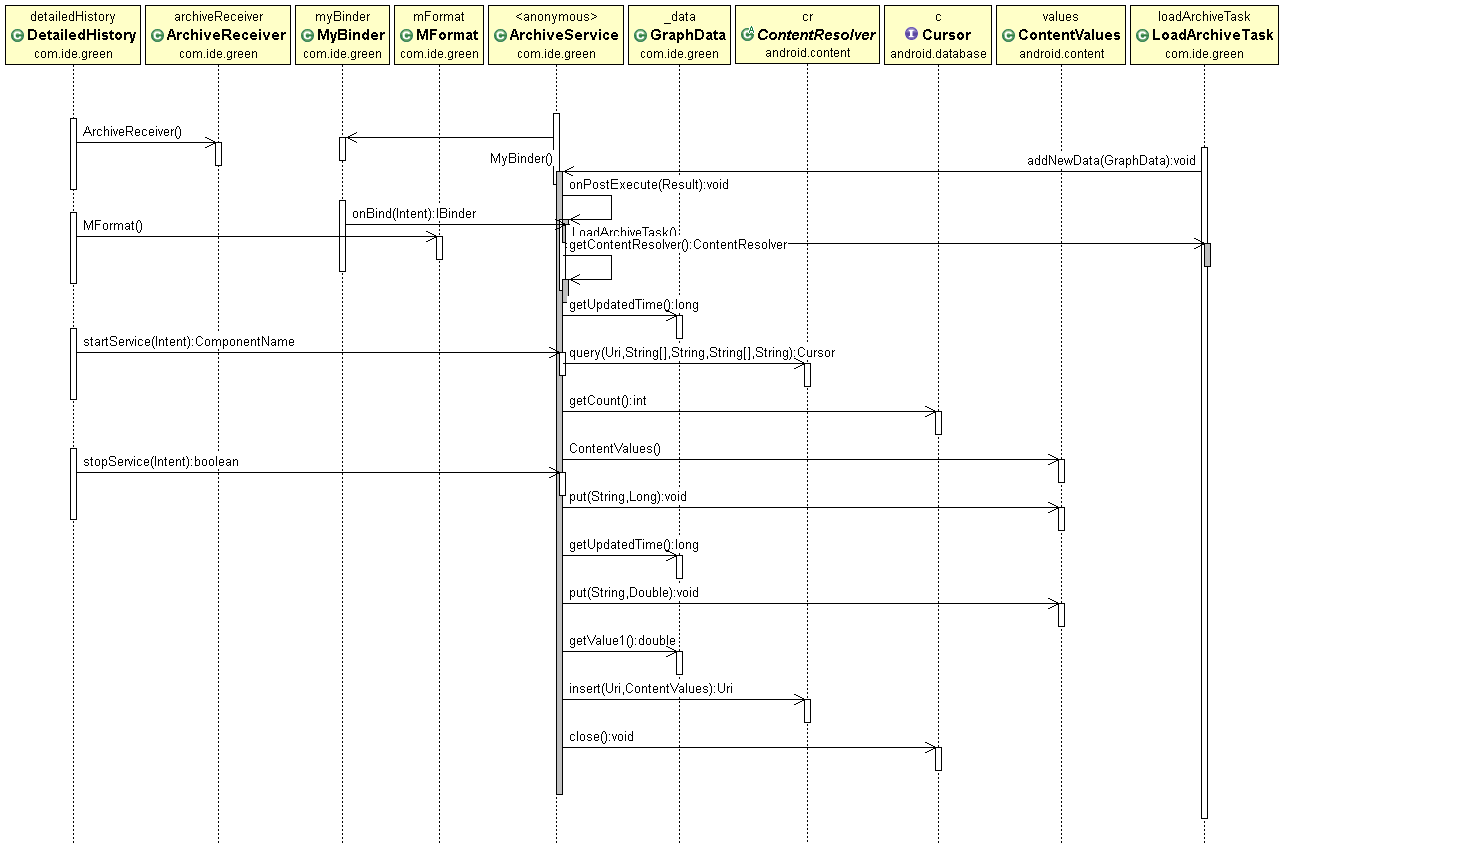 detailedHistory
DetailedHistory
com.ide.green
archiveReceiver
ArchiveReceiver
com.ide.green
myBinder
MyBinder
com.ide.green
mFormat
MFormat
com.ide.green
<anonymous>
ArchiveService
com.ide.green
_data
GraphData
com.ide.green
cr
ContentResolver
android.content
c
Cursor
android.database
values
ContentValues
android.content
loadArchiveTask
LoadArchiveTask
com.ide.green
ArchiveReceiver()
MyBinder()
addNewData(GraphData):void
onPostExecute(Result):void
onBind(Intent):IBinder
MFormat()
LoadArchiveTask()
getContentResolver():ContentResolver
getUpdatedTime():long
startService(Intent):ComponentName
query(Uri,String[],String,String[],String):Cursor
getCount():int
ContentValues()
stopService(Intent):boolean
put(String,Long):void
getUpdatedTime():long
put(String,Double):void
getValue1():double
insert(Uri,ContentValues):Uri
close():void